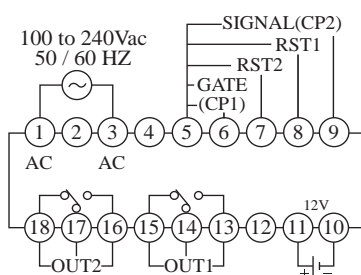 SIGNAL(CP2)
100 to 240Vac
50 / 60 HZ
RST1
RST2
GATE
(CP1)
1 2 3 4 5 6 7 8 9
AC AC
12V
18 17 16 15 14 13 12 11 10
OUT2 OUT1 + -